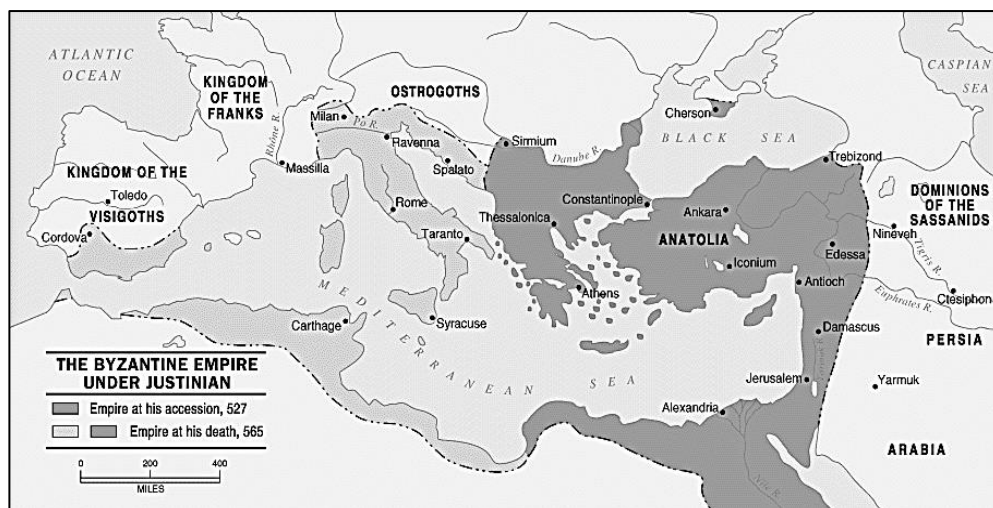 ATLANTIC
OCEAN
KINGDOM
OF THE
FRANKS
Rhône R.
OSTROGOTHS
Milan
Po R.
Ravenna
Massilia
Spalato
Sirmium
Danube R.
Cherson
BLACK SEA
CASPIAN
SEA
Trebizond
KINGDOM OF THE
Toledo
VISIGOTHS
Cordova
Rome
Taranto
Constantinople
Thessalonica
Ankara
ANATOLIA
Iconium
Athens
DOMINIONS
OF THE
SASSANIDS
Nineveh
Tigris R.
Edessa
Antioch
Euphrates R.
Ctesiphon
PERSIA
Carthage
Syracuse
MEDITERRANEAN SEA
Damascus
Jerusalem
Yarmuk
Alexandria
Nile R.
ARABIA
THE BYZANTINE EMPIRE
UNDER JUSTINIAN
Empire at his accession, 527
Empire at his death, 565
0 200 400
MILES